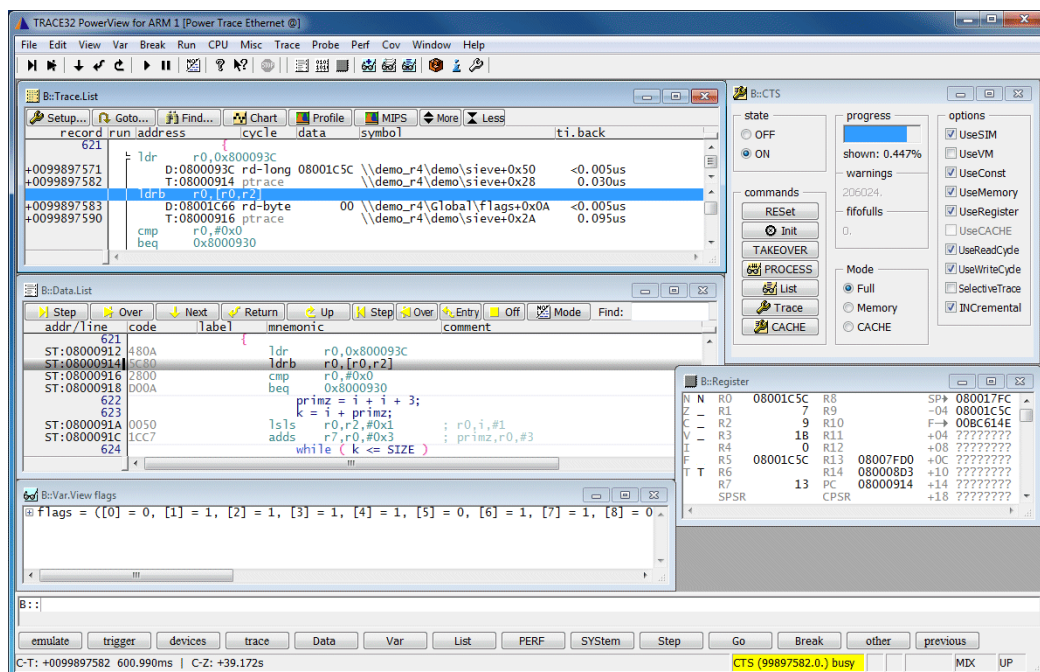 TRACE32 PowerView for ARM 1 [Power Trace Ethernet @]
File Edit View Var Break Run CPU Misc Trace Probe Perf Cov Window Help
B::Trace.List
Setup... Goto... Find... Chart Profile MIPS More Less
record run address cycle data symbol ti.back
621 {
ldr r0,0x800093C
+0099897571 D:0800093C rd-long 08001C5C \\demo_r4\demo\sieve+0x50 <0.005us
+0099897582 T:08000914 ptrace \\demo_r4\demo\sieve+0x28 0.030us
ldrb r0,[r0,r2]
+0099897583 D:08001C66 rd-byte 00 \\demo_r4\Global\flags+0x0A <0.005us
+0099897590 T:08000916 ptrace \\demo_r4\demo\sieve+0x2A 0.095us
cmp r0,#0x0
beq 0x8000930
B::CTS
state
OFF
ON
commands
RESet
Init
TAKEOVER
PROCESS
List
Trace
CACHE
progress
shown: 0.447%
warnings
206024.
fifofulls
0.
Mode
Full
Memory
CACHE
options
UseSIM
UseVM
UseConst
UseMemory
UseRegister
UseCACHE
UseReadCycle
UseWriteCycle
SelectiveTrace
INCremental
B::Data.List
Step Over Next Return Up Step Over Entry Off Mode Find:
addr/line code label mnemonic comment
621 {
ST:08000912 480A ldr r0,0x800093C
ST:08000914 5C80 ldrb r0,[r0,r2]
ST:08000916 2800 cmp r0,#0x0
ST:08000918 D00A beq 0x8000930
622 primz = i + i + 3;
623 k = i + primz;
ST:0800091A 0050 lsls r0,r2,#0x1 ; r0,i,#1
ST:0800091C 1CC7 adds r7,r0,#0x3 ; primz,r0,#3
624 while ( k <= SIZE )
B::Register
N N R0 08001C5C R8 SP> 080017FC
Z _ R1 7 R9 -04 08001C5C
C _ R2 9 R10 F> 00BC614E
V _ R3 1B R11 +04 ????????
I R4 0 R12 +08 ????????
F R5 08001C5C R13 08007FD0 +0C ????????
T T R6 R14 080008D3 +10 ????????
R7 13 PC 08000914 +14 ????????
SPSR CPSR +18 ????????
B::Var.View flags
flags = ([0] = 0, [1] = 1, [2] = 1, [3] = 1, [4] = 1, [5] = 0, [6] = 1, [7] = 1, [8] = 0
B::
emulate trigger devices trace Data Var List PERF SYStem Step Go Break other previous
C-T: +0099897582 600.990ms | C-Z: +39.172s CTS (99897582.0.) busy MIX UP